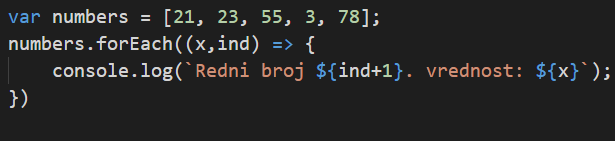 var numbers = [21, 23, 55, 3, 78];
numbers.forEach((x,ind) => {
    console.log(`Redni broj ${ind+1}. vrednost: ${x}`);
})